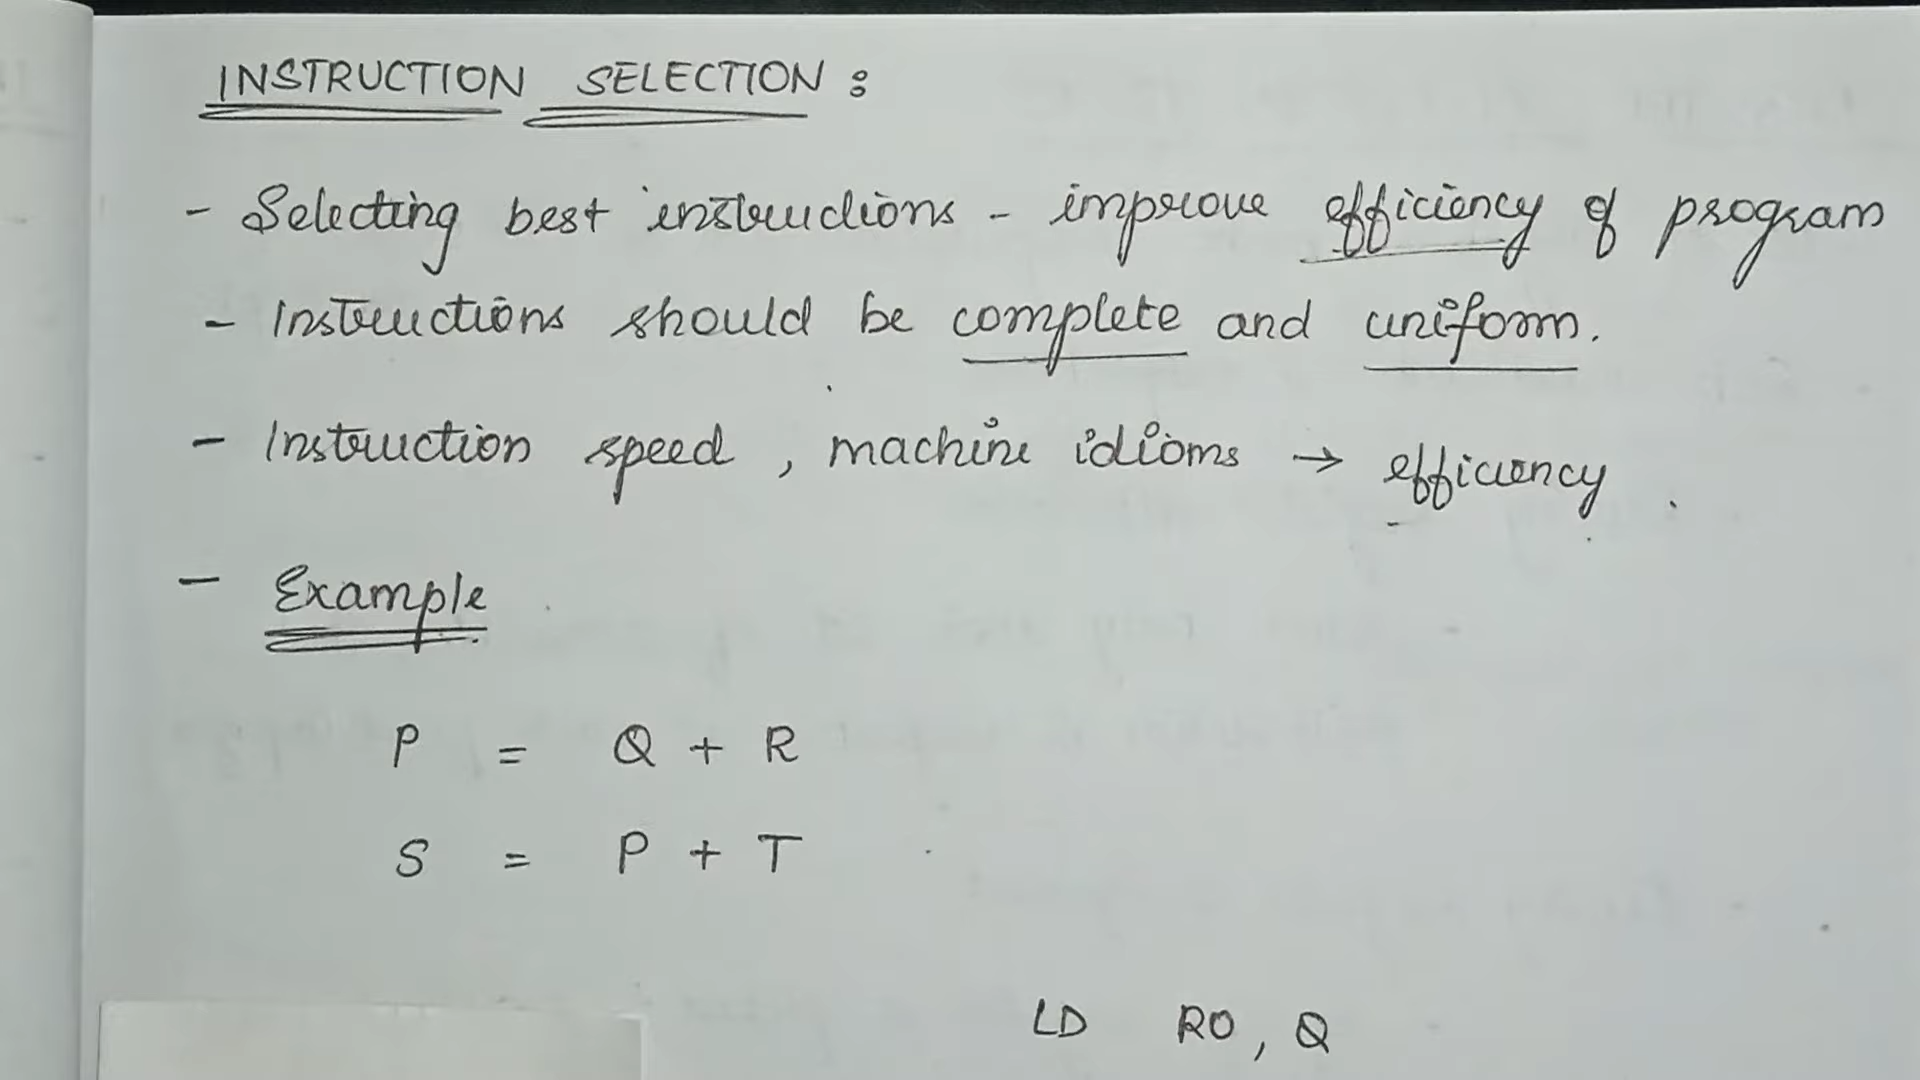 INSTRUCTION SELECTION :
- Selecting best instructions - improve efficiency of program
- Instructions should be complete and uniform.
- Instruction speed , machine idioms → efficiency .
- Example
P = Q + R
S = P + T
LD R0 , Q